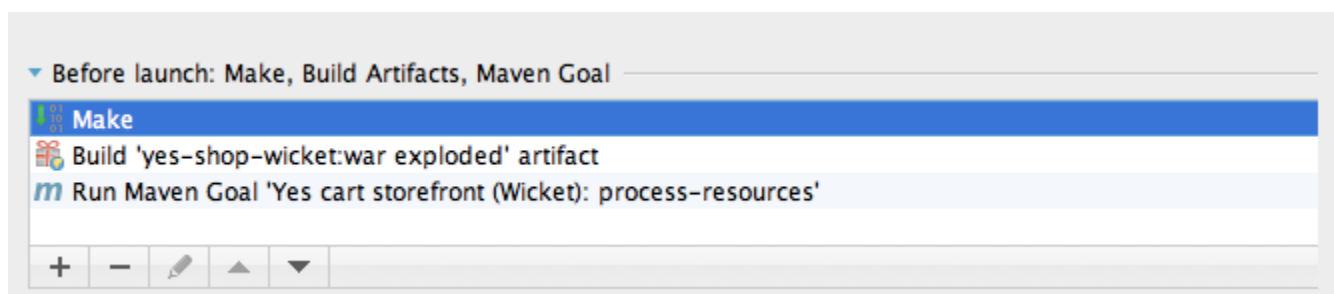 Before launch: Make, Build Artifacts, Maven Goal
Make
Build 'yes-shop-wicket:war exploded' artifact
m Run Maven Goal 'Yes cart storefront (Wicket): process-resources'